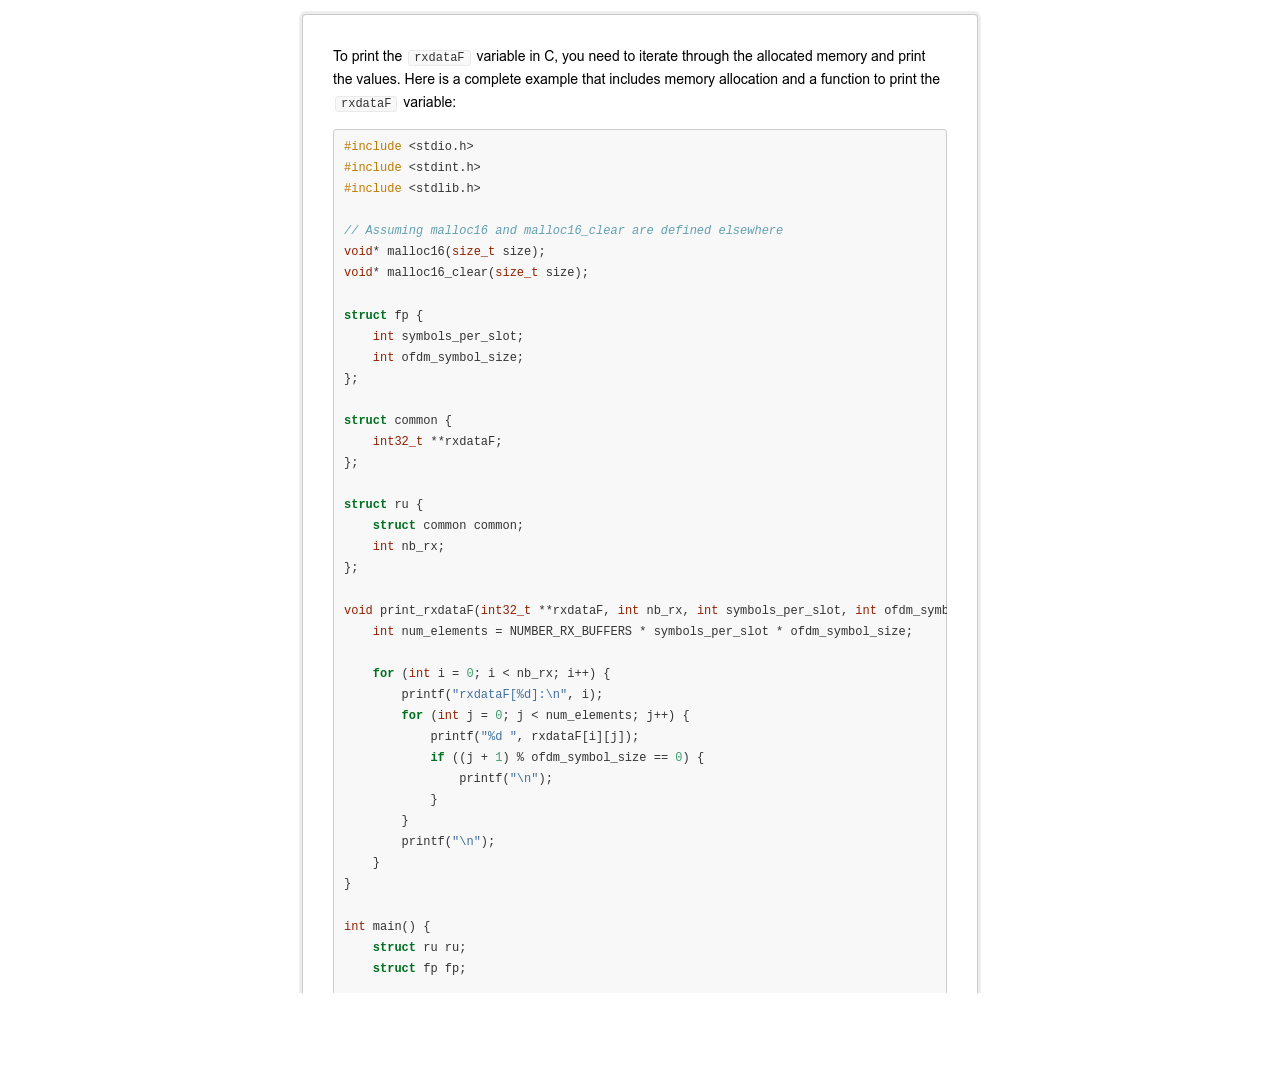 To print the rxdataF variable in C, you need to iterate through the allocated memory and print
the values. Here is a complete example that includes memory allocation and a function to print the
rxdataF variable:
#include <stdio.h>
#include <stdint.h>
#include <stdlib.h>
// Assuming malloc16 and malloc16_clear are defined elsewhere
void* malloc16(size_t size);
void* malloc16_clear(size_t size);
struct fp {
    int symbols_per_slot;
    int ofdm_symbol_size;
};
struct common {
    int32_t **rxdataF;
};
struct ru {
    struct common common;
    int nb_rx;
};
void print_rxdataF(int32_t **rxdataF, int nb_rx, int symbols_per_slot, int ofdm_symb
    int num_elements = NUMBER_RX_BUFFERS * symbols_per_slot * ofdm_symbol_size;
    for (int i = 0; i < nb_rx; i++) {
        printf("rxdataF[%d]:\n", i);
        for (int j = 0; j < num_elements; j++) {
            printf("%d ", rxdataF[i][j]);
            if ((j + 1) % ofdm_symbol_size == 0) {
                printf("\n");
            }
        }
        printf("\n");
    }
}
int main() {
    struct ru ru;
    struct fp fp;